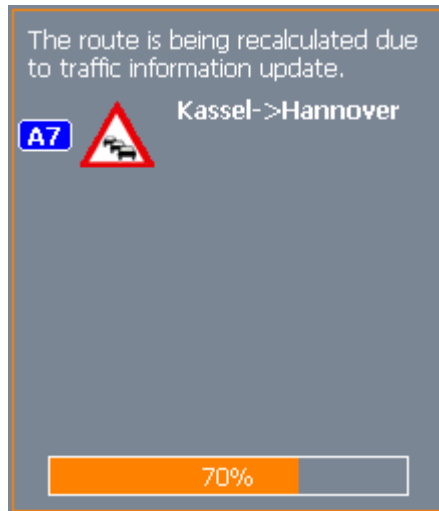 The route is being recalculated due
to traffic information update.
Kassel->Hannover
A7
70%